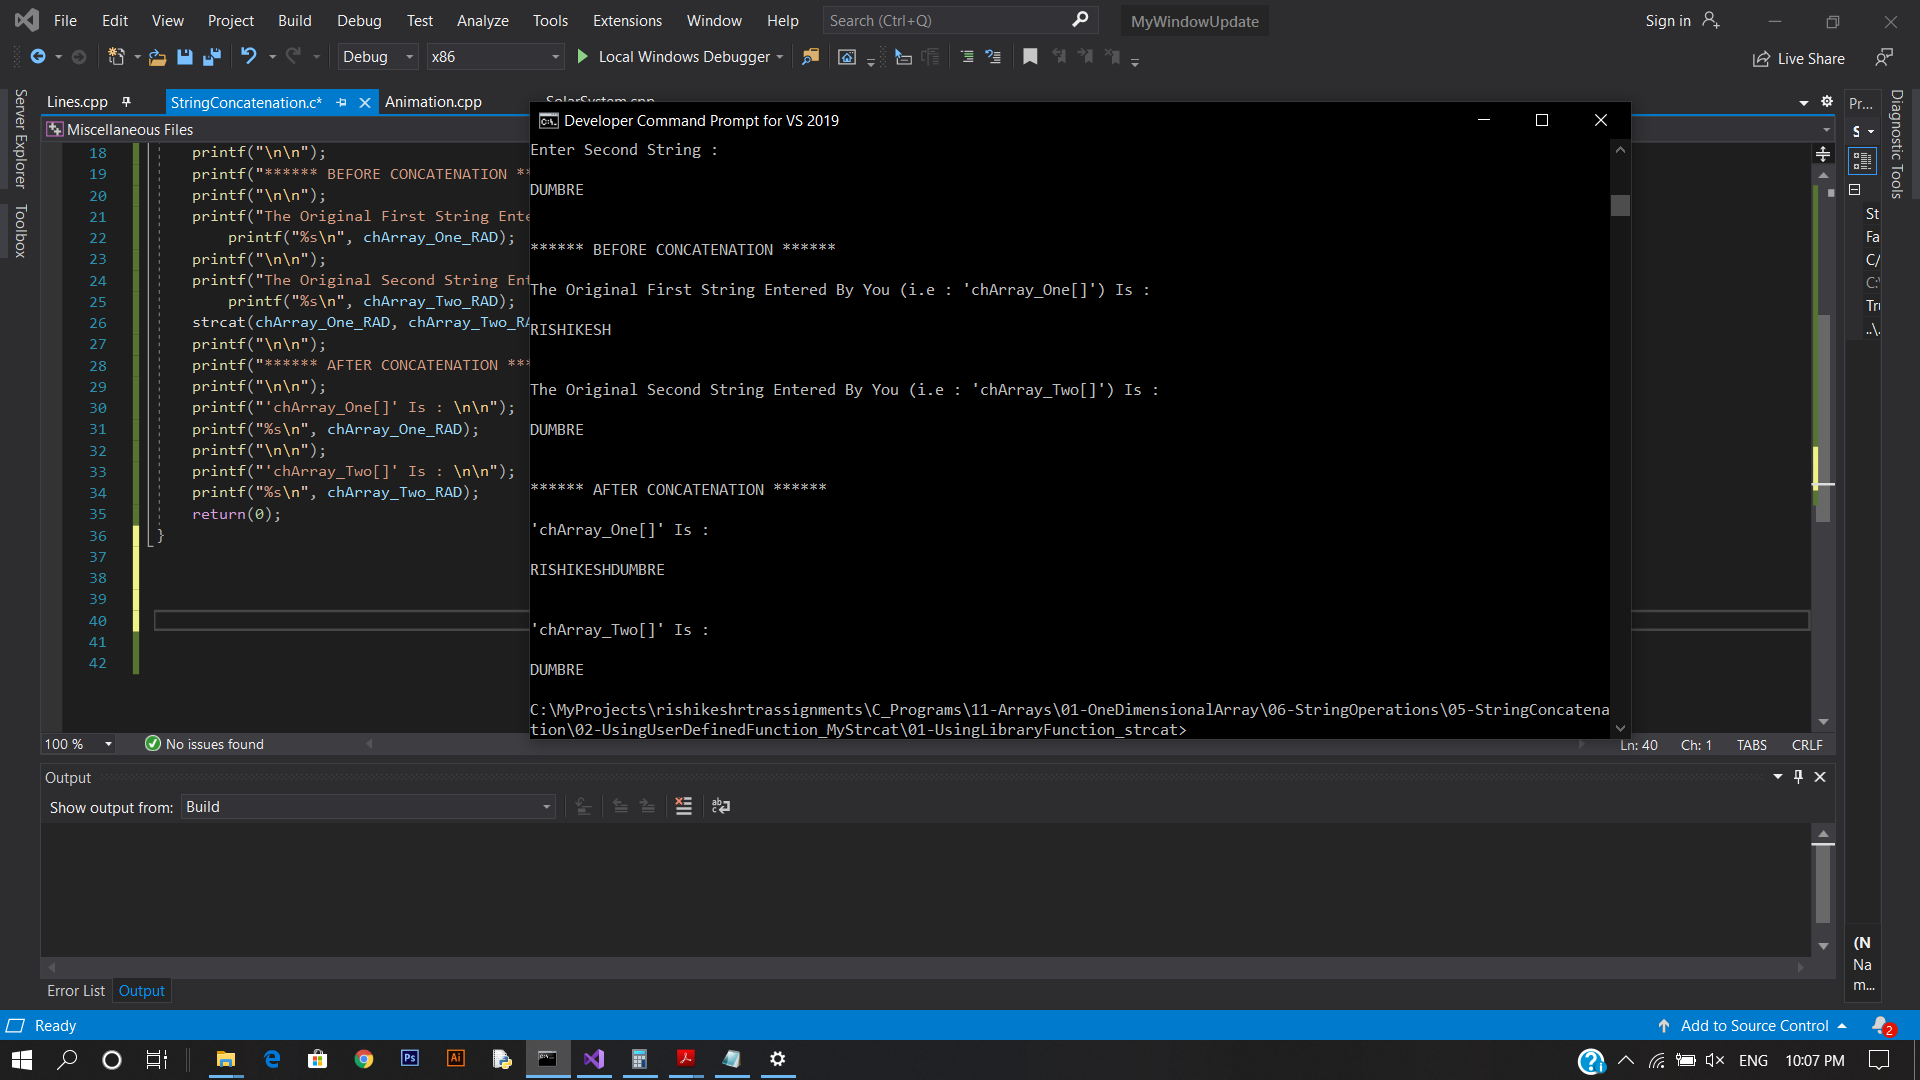 File Edit View Project Build Debug Test Analyze Tools Extensions Window Help Search (Ctrl+Q) MyWindowUpdate Sign in
Debug x86 Local Windows Debugger Live Share
Server Explorer
Toolbox
Lines.cpp StringConcatenation.c* Animation.cpp
Miscellaneous Files
18 printf("\n\n");
19 printf("****** BEFORE CONCATENATION **
20 printf("\n\n");
21 printf("The Original First String Ente
22 printf("%s\n", chArray_One_RAD);
23 printf("\n\n");
24 printf("The Original Second String Ent
25 printf("%s\n", chArray_Two_RAD);
26 strcat(chArray_One_RAD, chArray_Two_RA
27 printf("\n\n");
28 printf("****** AFTER CONCATENATION ***
29 printf("\n\n");
30 printf("'chArray_One[]' Is : \n\n");
31 printf("%s\n", chArray_One_RAD);
32 printf("\n\n");
33 printf("'chArray_Two[]' Is : \n\n");
34 printf("%s\n", chArray_Two_RAD);
35 return(0);
36 }
37
38
39
40
41
42
100 % No issues found Ln: 40 Ch: 1 TABS CRLF
Developer Command Prompt for VS 2019
Enter Second String :
DUMBRE
****** BEFORE CONCATENATION ******
The Original First String Entered By You (i.e : 'chArray_One[]') Is :
RISHIKESH
The Original Second String Entered By You (i.e : 'chArray_Two[]') Is :
DUMBRE
****** AFTER CONCATENATION ******
'chArray_One[]' Is :
RISHIKESHDUMBRE
'chArray_Two[]' Is :
DUMBRE
C:\MyProjects\rishikeshrtrassignments\C_Programs\11-Arrays\01-OneDimensionalArray\06-StringOperations\05-StringConcatena
tion\02-UsingUserDefinedFunction_MyStrcat\01-UsingLibraryFunction_strcat>
Pr...
S
St
Fa
C/
C:\
Tru
..\.
(N
Na
m...
Diagnostic Tools
Output
Show output from: Build
Error List Output
Ready Add to Source Control 2
Ps Ai ENG 10:07 PM